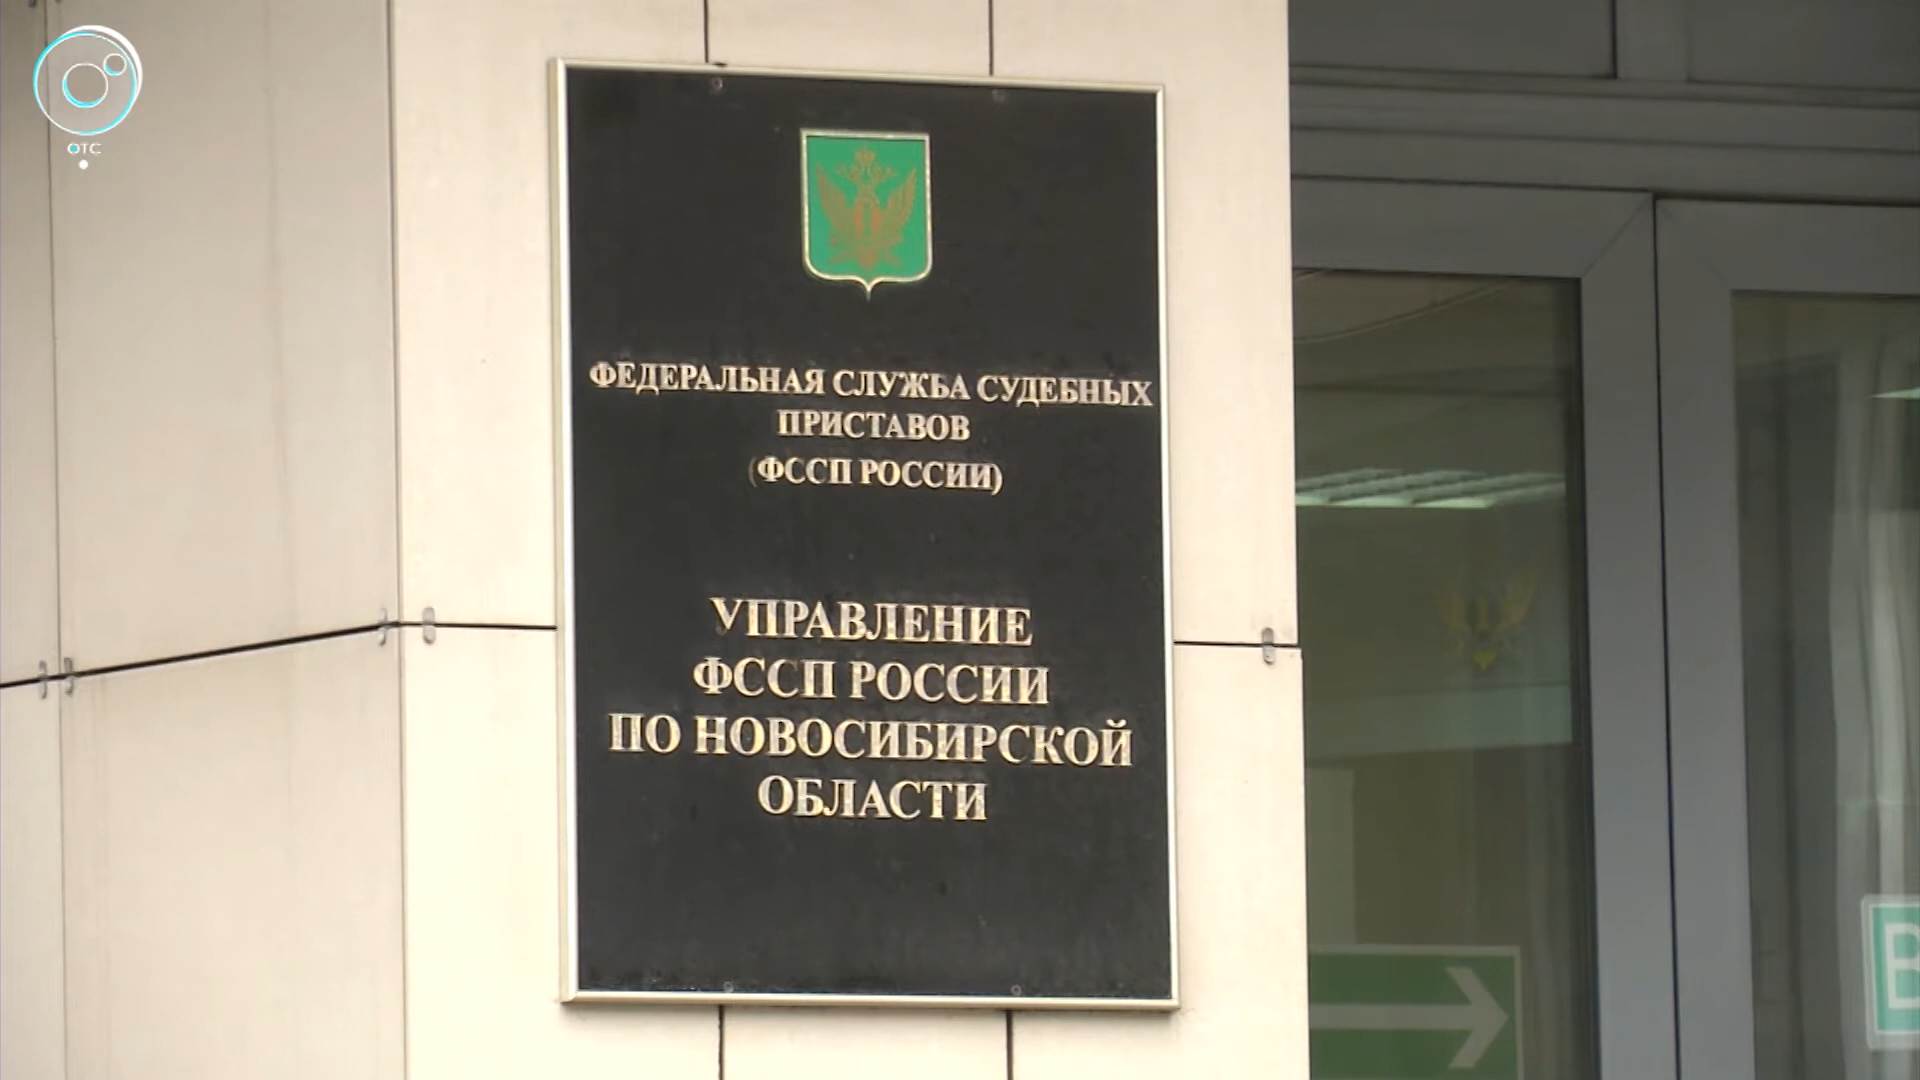 ОТС
ФЕДЕРАЛЬНАЯ СЛУЖБА СУДЕБНЫХ
ПРИСТАВОВ
(ФССП РОССИИ)
УПРАВЛЕНИЕ
ФССП РОССИИ
ПО НОВОСИБИРСКОЙ
ОБЛАСТИ